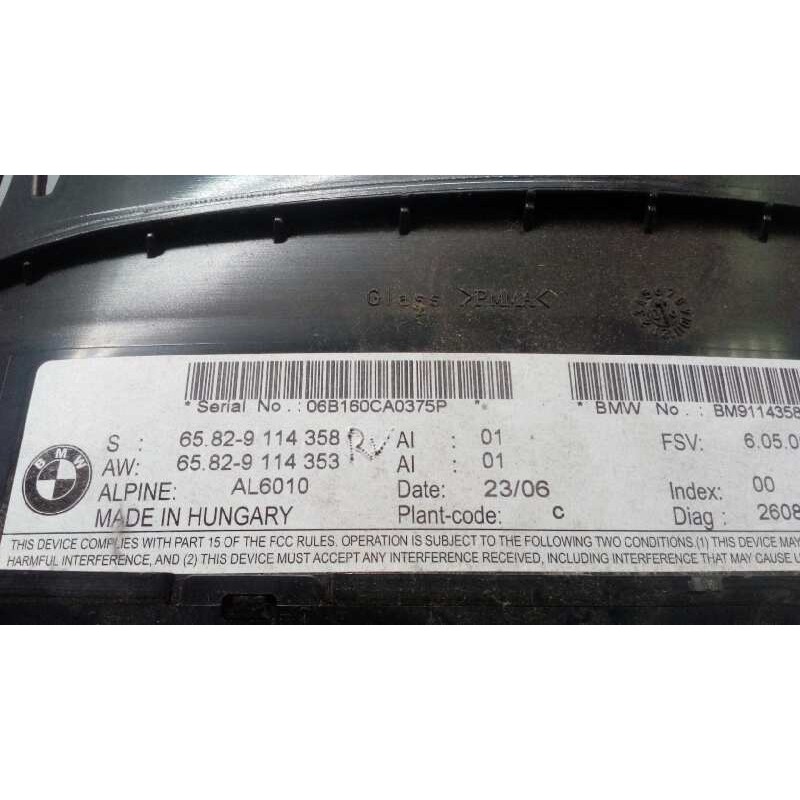 Glass >PMMA<
* Serial No . : 06B160CA0375P *
* BMW No . : BM9114358
BMW
S : 65.82-9 114 358 RV AI : 01 FSV: 6.05.0
AW: 65.82-9 114 353 AI : 01
ALPINE: AL6010 Date: 23/06 Index: 00
MADE IN HUNGARY Plant-code: C Diag : 2608
THIS DEVICE COMPLIES WITH PART 15 OF THE FCC RULES. OPERATION IS SUBJECT TO THE FOLLOWING TWO CONDITIONS.(1) THIS DEVICE MAY
HARMFUL INTERFERENCE, AND (2) THIS DEVICE MUST ACCEPT ANY INTERFERENCE RECEIVED, INCLUDING INTERFERENCE THAT MAY CAUSE U